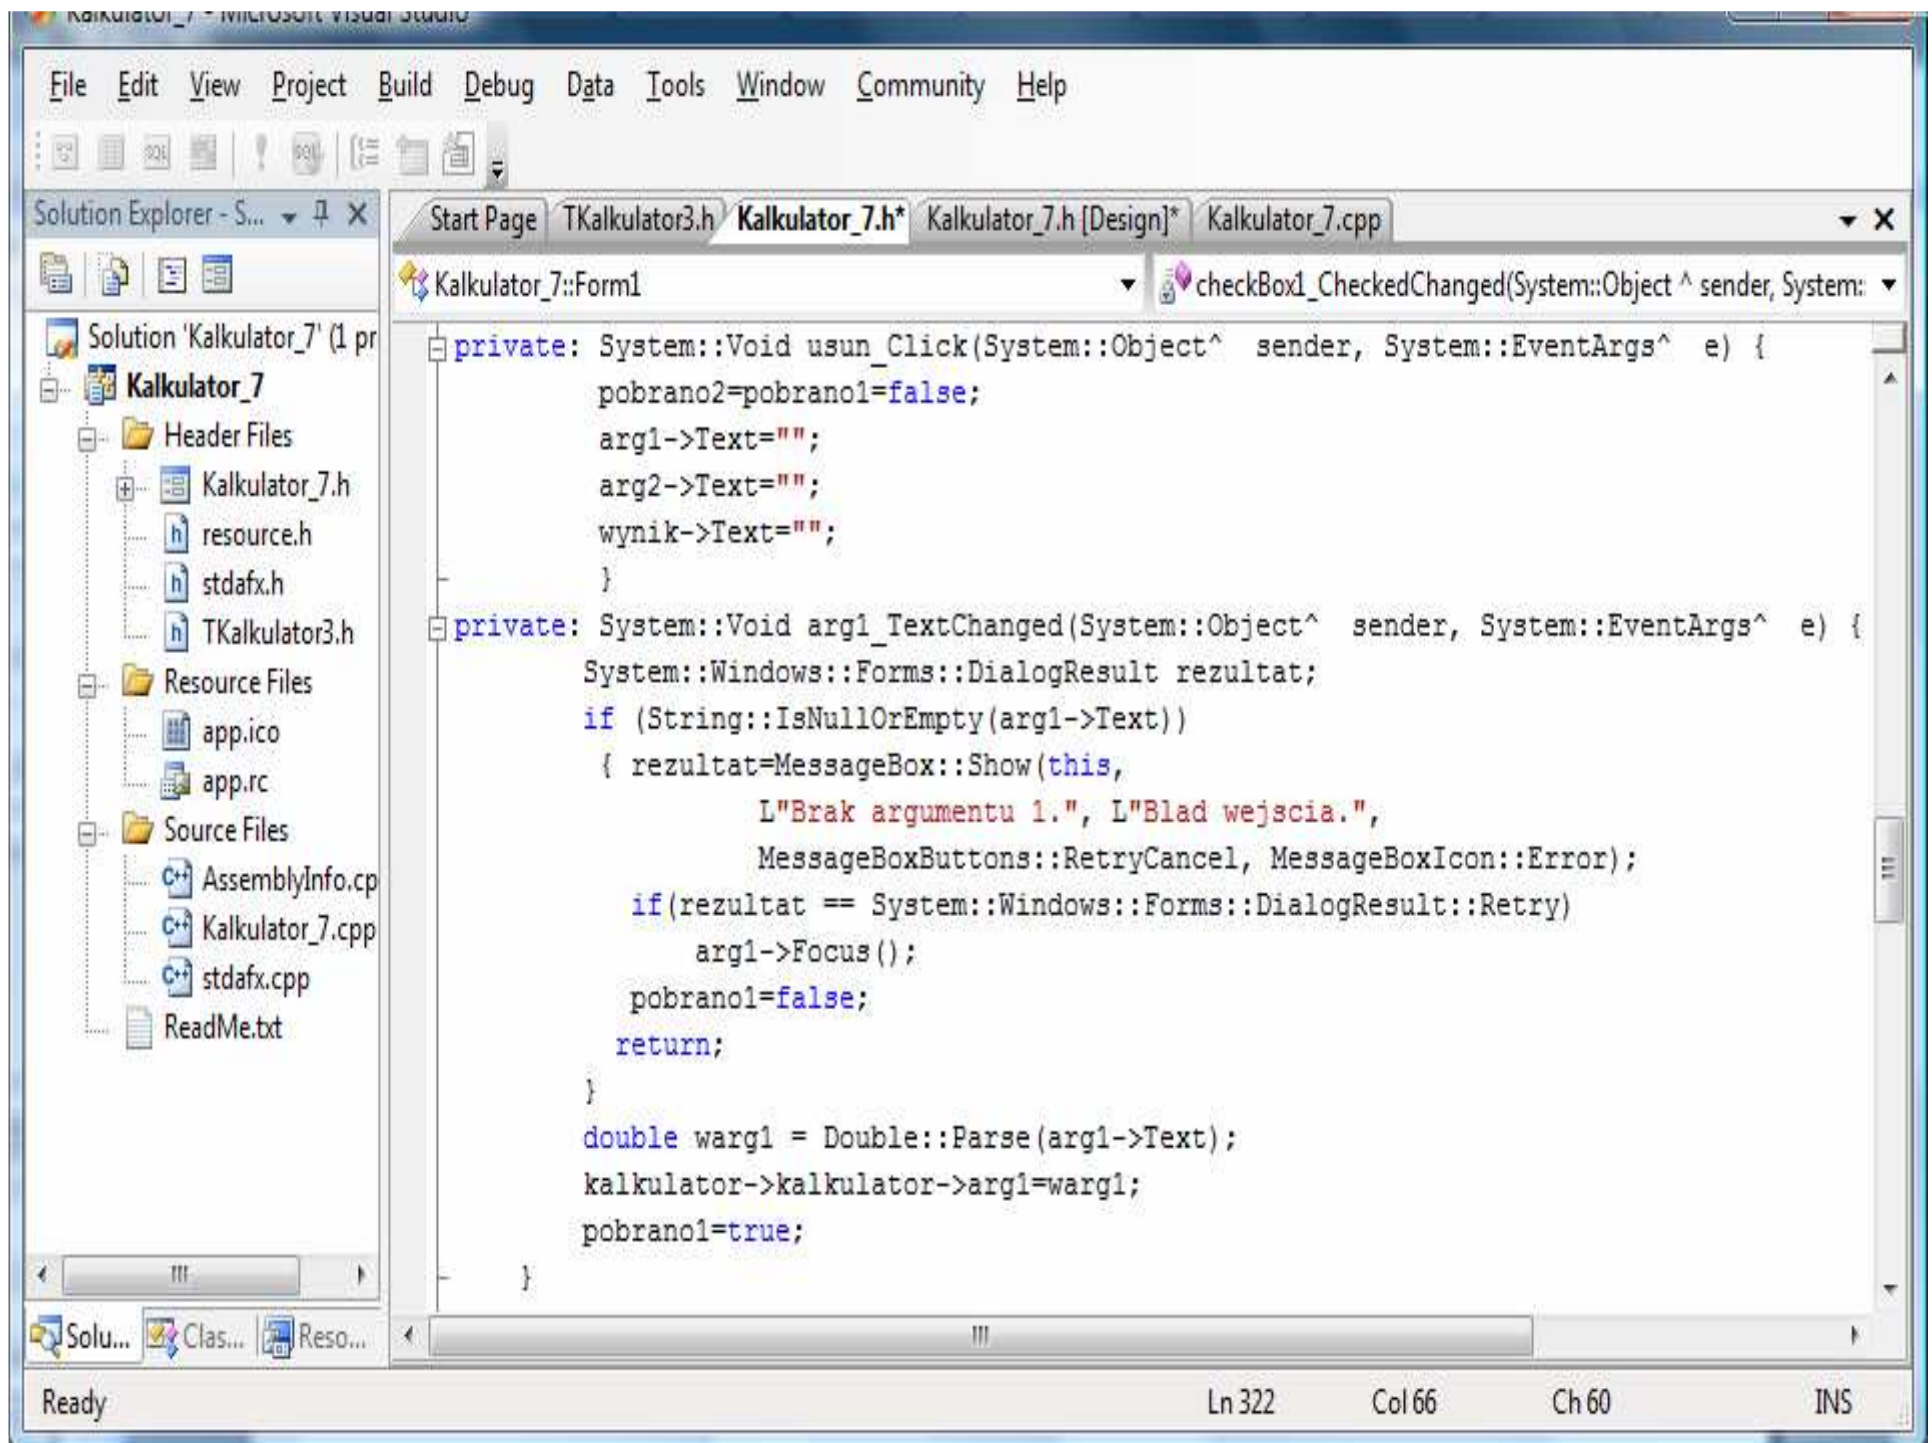 Kalkulator_7 - Microsoft Visual Studio
File Edit View Project Build Debug Data Tools Window Community Help
Solution Explorer - S...
Start Page TKalkulator3.h Kalkulator_7.h* Kalkulator_7.h [Design]* Kalkulator_7.cpp
Kalkulator_7::Form1 checkBox1_CheckedChanged(System::Object ^ sender, System::
Solution 'Kalkulator_7' (1 pr
Kalkulator_7
Header Files
Kalkulator_7.h
resource.h
stdafx.h
TKalkulator3.h
Resource Files
app.ico
app.rc
Source Files
AssemblyInfo.cp
Kalkulator_7.cpp
stdafx.cpp
ReadMe.txt
Solu... Clas... Reso...
private: System::Void usun_Click(System::Object^  sender, System::EventArgs^  e) {
pobrano2=pobrano1=false;
arg1->Text="";
arg2->Text="";
wynik->Text="";
}
private: System::Void arg1_TextChanged(System::Object^  sender, System::EventArgs^  e) {
System::Windows::Forms::DialogResult rezultat;
if (String::IsNullOrEmpty(arg1->Text))
{ rezultat=MessageBox::Show(this,
L"Brak argumentu 1.", L"Blad wejscia.",
MessageBoxButtons::RetryCancel, MessageBoxIcon::Error);
if(rezultat == System::Windows::Forms::DialogResult::Retry)
arg1->Focus();
pobrano1=false;
return;
}
double warg1 = Double::Parse(arg1->Text);
kalkulator->kalkulator->arg1=warg1;
pobrano1=true;
}
Ready Ln 322 Col 66 Ch 60 INS